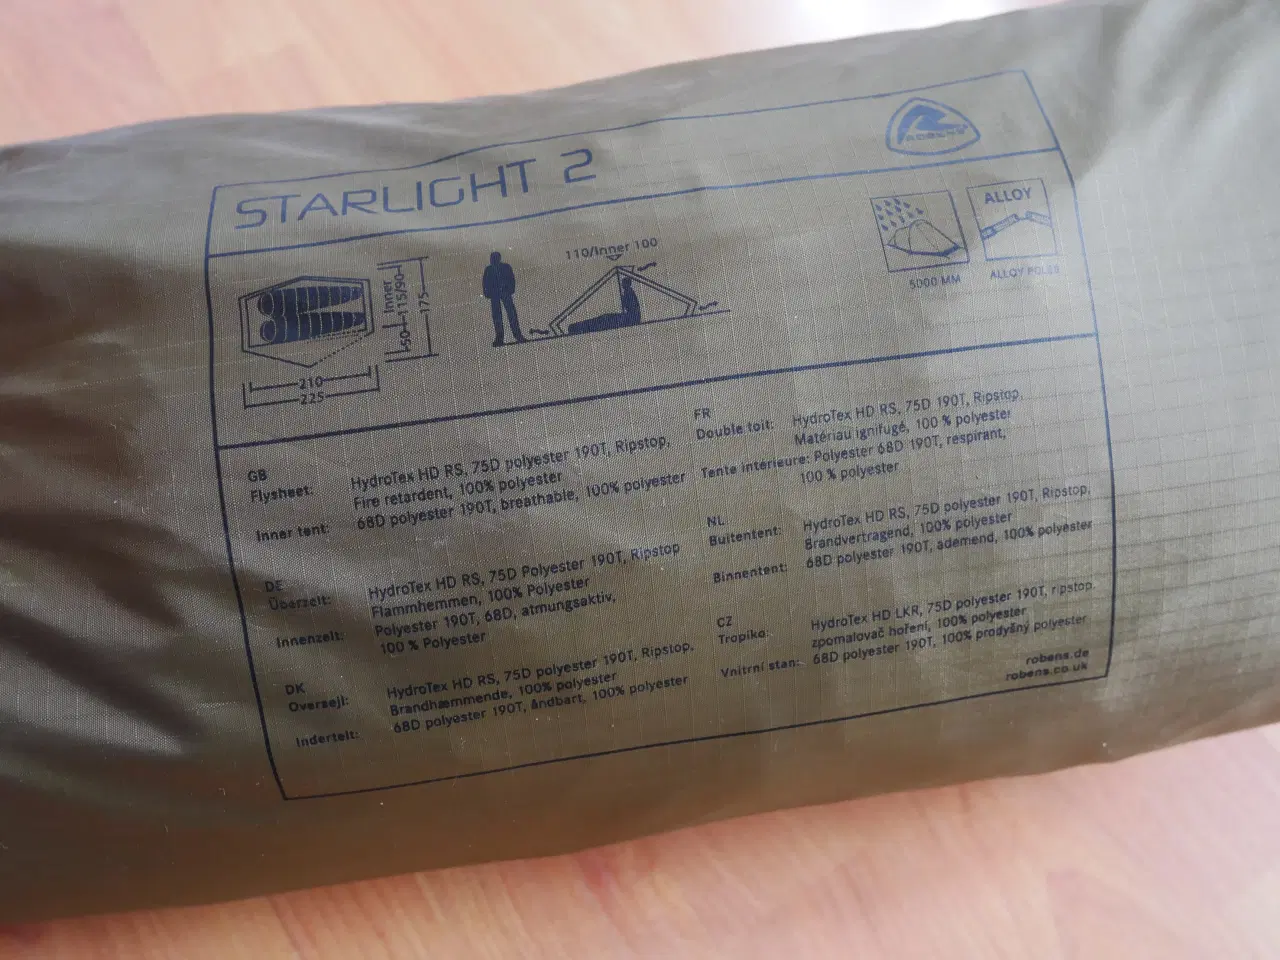 STARLIGHT 2
ROBENS
210
225
Inner
115/90
50
175
110/Inner 100
5000 MM
ALLOY
ALLOY POLES
GB
Flysheet: HydroTex HD RS, 75D polyester 190T, Ripstop,
Fire retardent, 100% polyester
Inner tent: 68D polyester 190T, breathable, 100% polyester
DE
Überzelt: HydroTex HD RS, 75D Polyester 190T, Ripstop
Flammhemmen, 100% Polyester
Innenzelt: Polyester 190T, 68D, atmungsaktiv,
100 % Polyester
DK
Oversejl: HydroTex HD RS, 75D polyester 190T, Ripstop,
Brandhæmmende, 100% polyester
Indertelt: 68D polyester 190T, åndbart, 100% polyester
FR
Double toit: HydroTex HD RS, 75D 190T, Ripstop,
Matériau ignifugé, 100 % polyester
Tente intérieure: Polyester 68D 190T, respirant,
100 % polyester
NL
Buitentent: HydroTex HD RS, 75D polyester 190T, Ripstop,
Brandvertragend, 100% polyester
Binnentent: 68D polyester 190T, ademend, 100% polyester
CZ
Tropiko: HydroTex HD LKR, 75D polyester 190T, ripstop,
zpomalovač hoření, 100% polyester
Vnitrní stan: 68D polyester 190T, 100% prodyšný polyester
robens.de
robens.co.uk